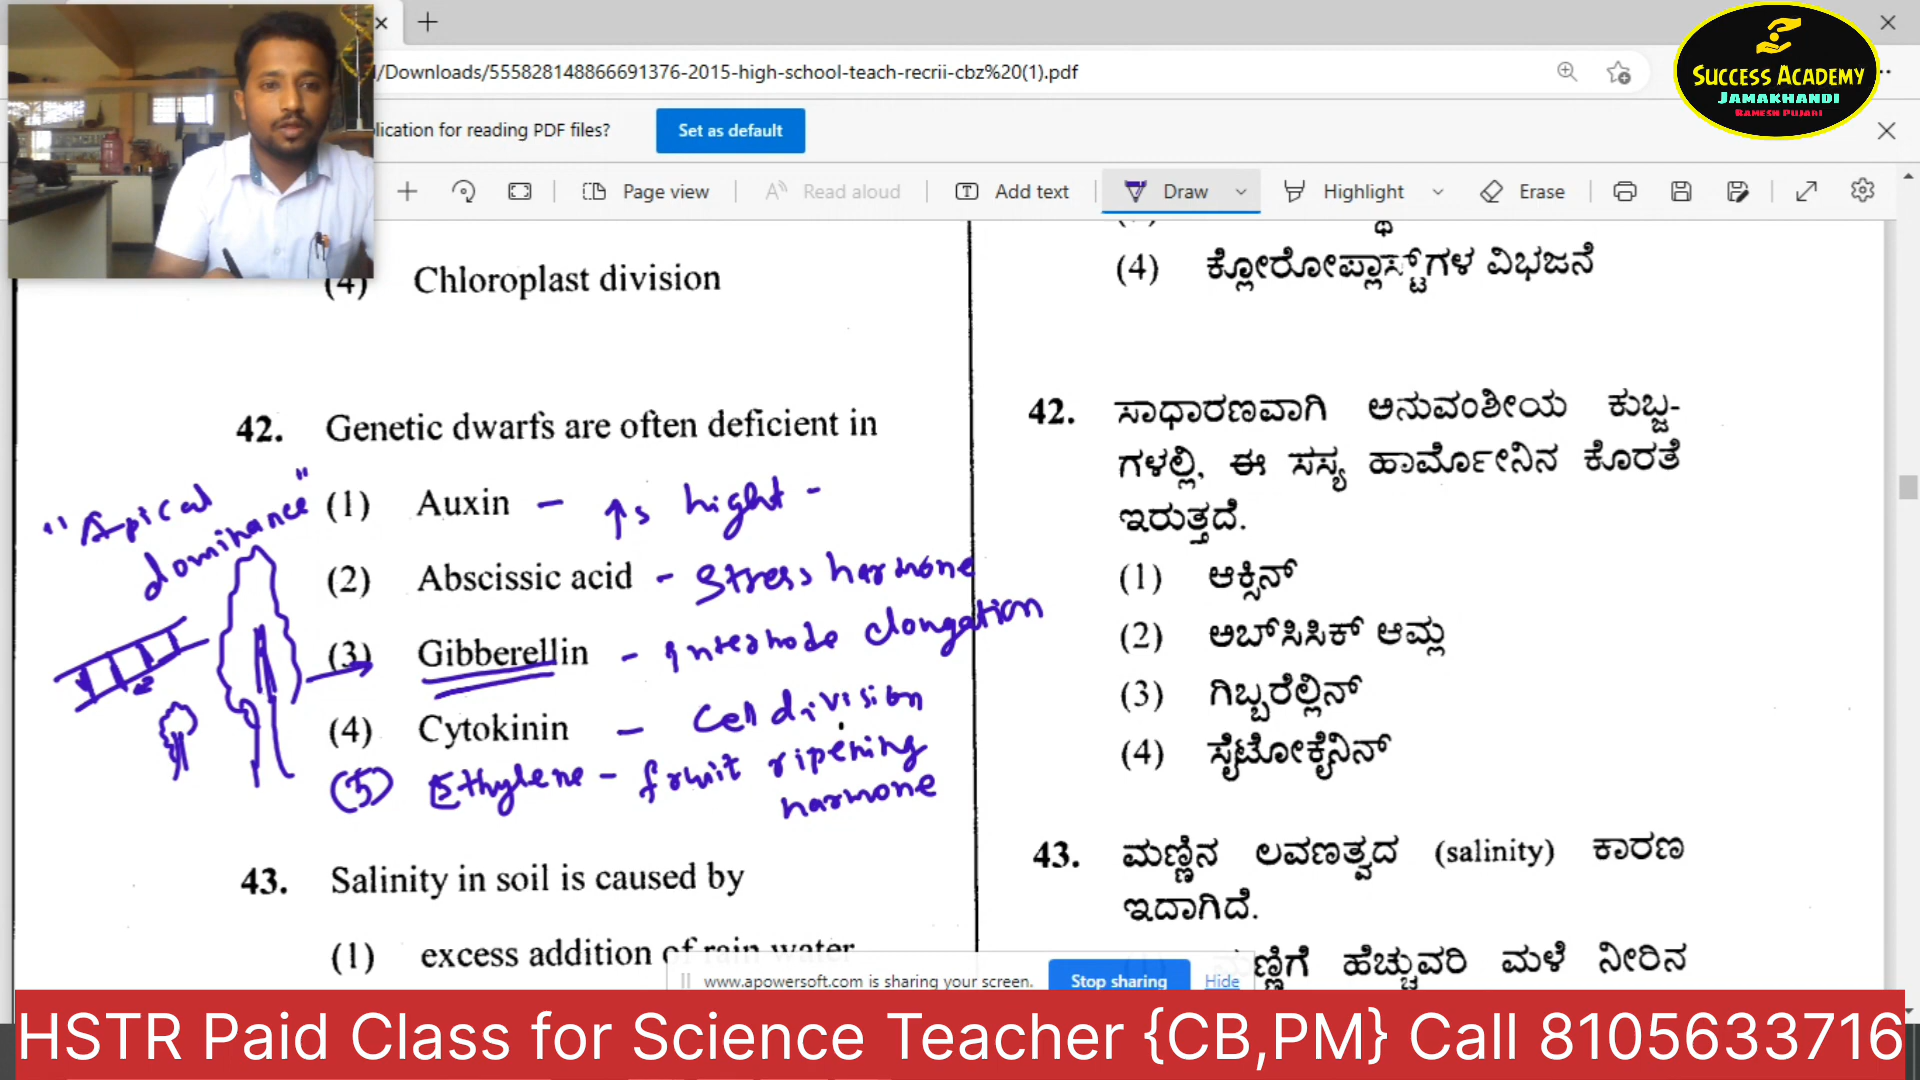 /Downloads/555828148866691376-2015-high-school-teach-recrii-cbz%20(1).pdf
SUCCESS ACADEMY
JAMAKHANDI
RAMESH PUJARI
lication for reading PDF files?
Set as default
Page view
Read aloud
Add text
Draw
Highlight
Erase
(4) Chloroplast division
42. Genetic dwarfs are often deficient in
"Apical dominance"
(1) Auxin - ↑s hight -
(2) Abscissic acid - Stress harmone
(3) Gibberellin - Internode elongation
(4) Cytokinin - Cell division
(5) Ethylene - fruit ripening
harmone
43. Salinity in soil is caused by
(1) excess addition of rain water
(4) ಕ್ಲೋರೋಪ್ಲಾಸ್ಟ್‌ಗಳ ವಿಭಜನೆ
42. ಸಾಧಾರಣವಾಗಿ ಅನುವಂಶೀಯ ಕುಬ್ಜ-
ಗಳಲ್ಲಿ, ಈ ಸಸ್ಯ ಹಾರ್ಮೋನಿನ ಕೊರತೆ
ಇರುತ್ತದೆ.
(1) ಆಕ್ಸಿನ್
(2) ಅಬ್‌ಸಿಸಿಕ್ ಆಮ್ಲ
(3) ಗಿಬ್ಬರೆಲ್ಲಿನ್
(4) ಸೈಟೋಕೈನಿನ್
43. ಮಣ್ಣಿನ ಲವಣತ್ವದ (salinity) ಕಾರಣ
ಇದಾಗಿದೆ.
ಮಣ್ಣಿಗೆ ಹೆಚ್ಚುವರಿ ಮಳೆ ನೀರಿನ
www.apowersoft.com is sharing your screen.
Stop sharing
Hide
HSTR Paid Class for Science Teacher {CB,PM} Call 8105633716